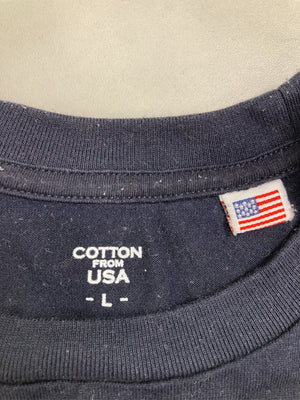 COTTON
FROM
USA
- L -